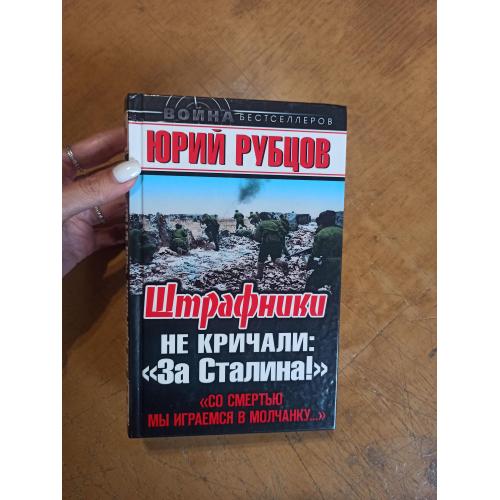 ВОЙНА
БЕСТСЕЛЛЕРОВ
ЮРИЙ РУБЦОВ
Штрафники
НЕ КРИЧАЛИ:
«За Сталина!»
«СО СМЕРТЬЮ
МЫ ИГРАЕМСЯ В МОЛЧАНКУ...»